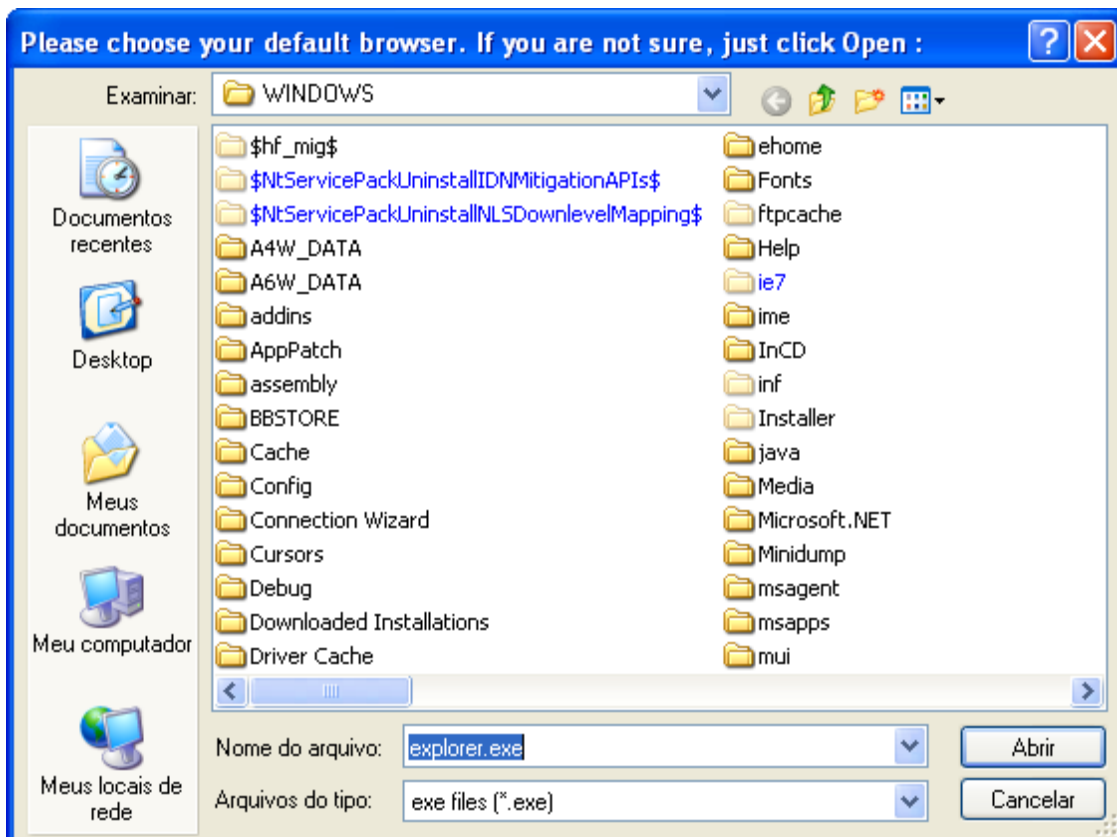 Please choose your default browser. If you are not sure, just click Open :
Examinar:
WINDOWS
Documentos
recentes
Desktop
Meus
documentos
Meu computador
Meus locais de
rede
$hf_mig$
$NtServicePackUninstallIDNMitigationAPIs$
$NtServicePackUninstallNLSDownlevelMapping$
A4W_DATA
A6W_DATA
addins
AppPatch
assembly
BBSTORE
Cache
Config
Connection Wizard
Cursors
Debug
Downloaded Installations
Driver Cache
ehome
Fonts
ftpcache
Help
ie7
ime
InCD
inf
Installer
java
Media
Microsoft.NET
Minidump
msagent
msapps
mui
Nome do arquivo:
explorer.exe
Abrir
Arquivos do tipo:
exe files (*.exe)
Cancelar